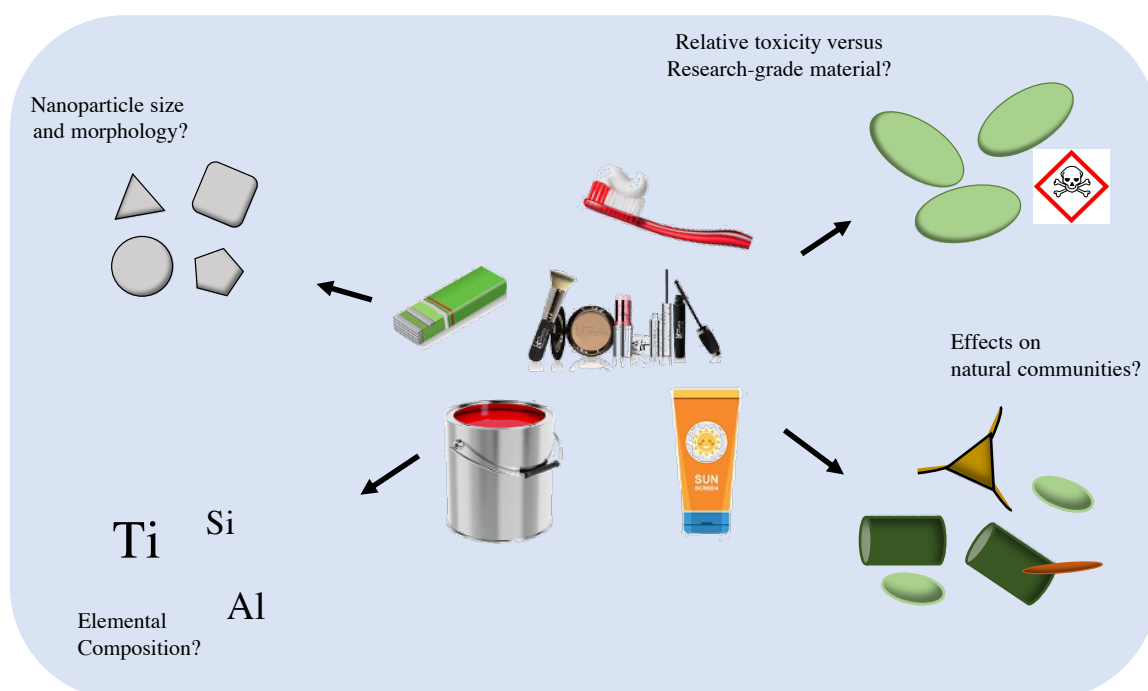 Relative toxicity versus
Research-grade material?
Nanoparticle size
and morphology?
Effects on
natural communities?
SUN
SCREEN
Ti
Si
Al
Elemental
Composition?